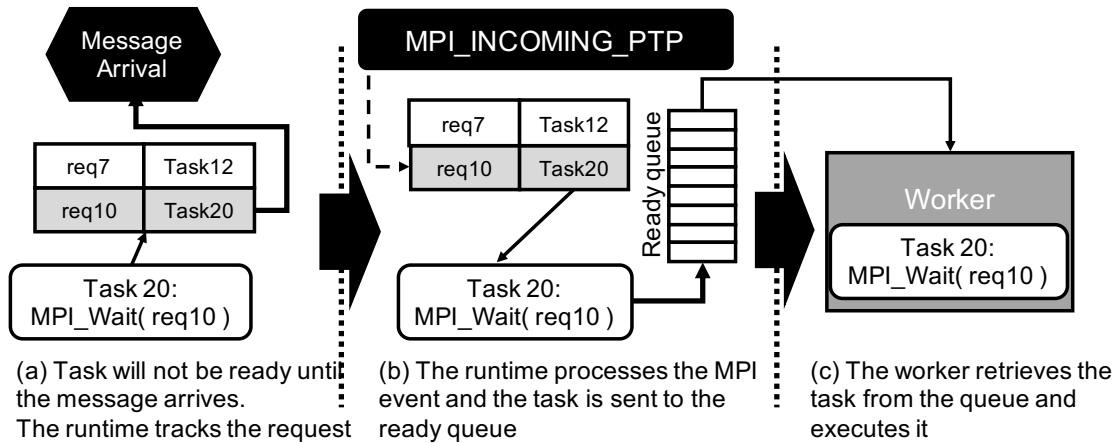 Message
Arrival
req7 Task12
req10 Task20
Task 20:
MPI_Wait( req10 )
(a) Task will not be ready until
the message arrives.
The runtime tracks the request
MPI_INCOMING_PTP
req7 Task12
req10 Task20
Ready queue
Task 20:
MPI_Wait( req10 )
(b) The runtime processes the MPI
event and the task is sent to the
ready queue
Worker
Task 20:
MPI_Wait( req10 )
(c) The worker retrieves the
task from the queue and
executes it